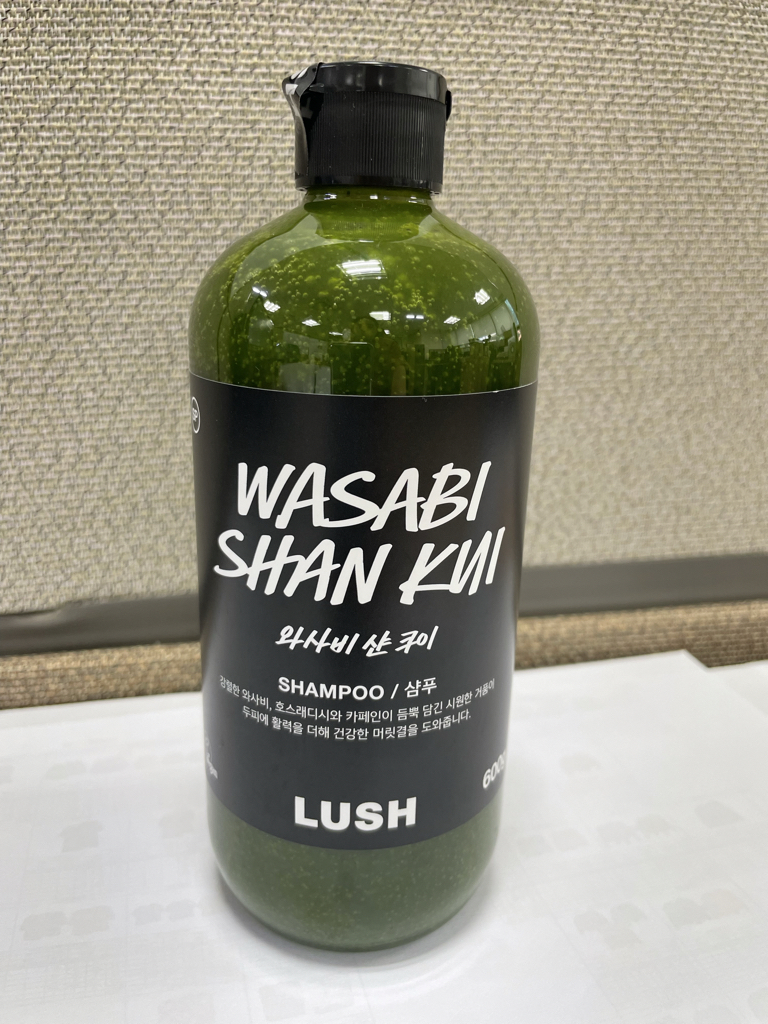 WASABI
SHAN KUI
와사비 샨 쿠이
SHAMPOO / 샴푸
강렬한 와사비, 호스래디시와 카페인이 듬뿍 담긴 시원한 거품이
두피에 활력을 더해 건강한 머릿결을 도와줍니다.
600g
LUSH